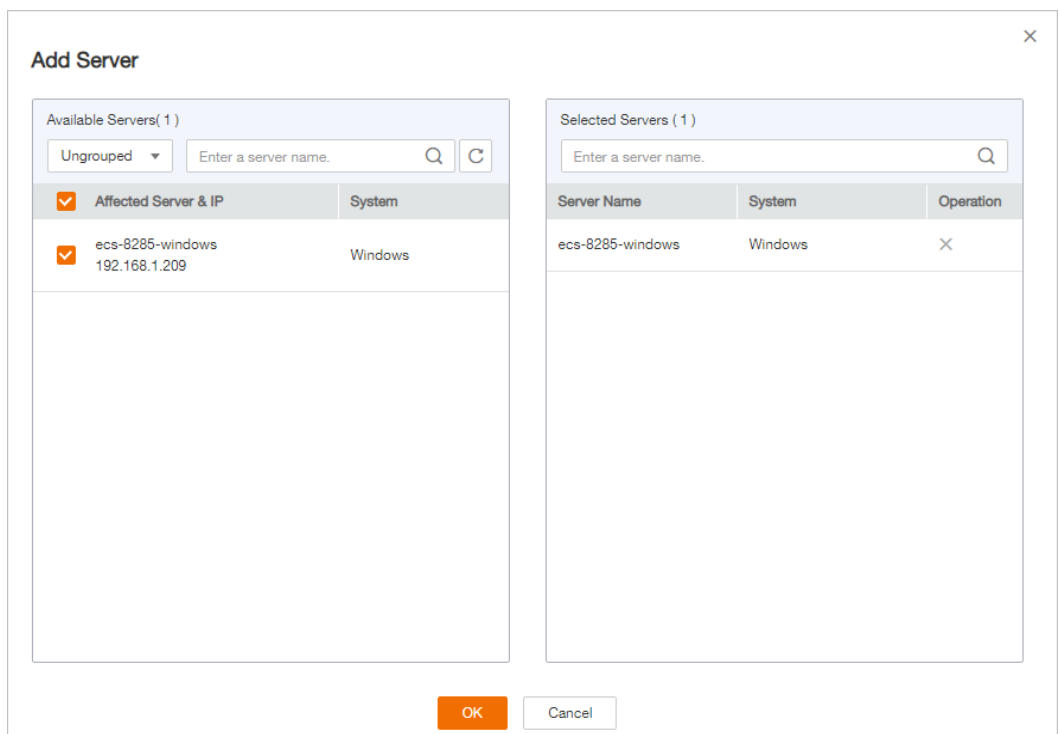 Add Server
Available Servers( 1 )
Ungrouped
Enter a server name.
Affected Server & IP
System
ecs-8285-windows
192.168.1.209
Windows
Selected Servers ( 1 )
Enter a server name.
Server Name
System
Operation
ecs-8285-windows
Windows
OK
Cancel